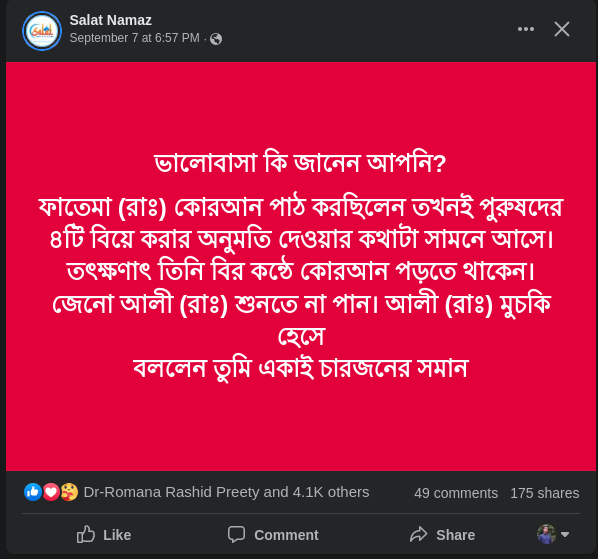 Salat Namaz
September 7 at 6:57 PM ·
ভালোবাসা কি জানেন আপনি?
ফাতেমা (রাঃ) কোরআন পাঠ করছিলেন তখনই পুরুষদের
৪টি বিয়ে করার অনুমতি দেওয়ার কথাটা সামনে আসে।
তৎক্ষণাৎ তিনি বির কন্ঠে কোরআন পড়তে থাকেন।
জেনো আলী (রাঃ) শুনতে না পান। আলী (রাঃ) মুচকি
হেসে
বললেন তুমি একাই চারজনের সমান
Dr-Romana Rashid Preety and 4.1K others 49 comments 175 shares
Like Comment Share